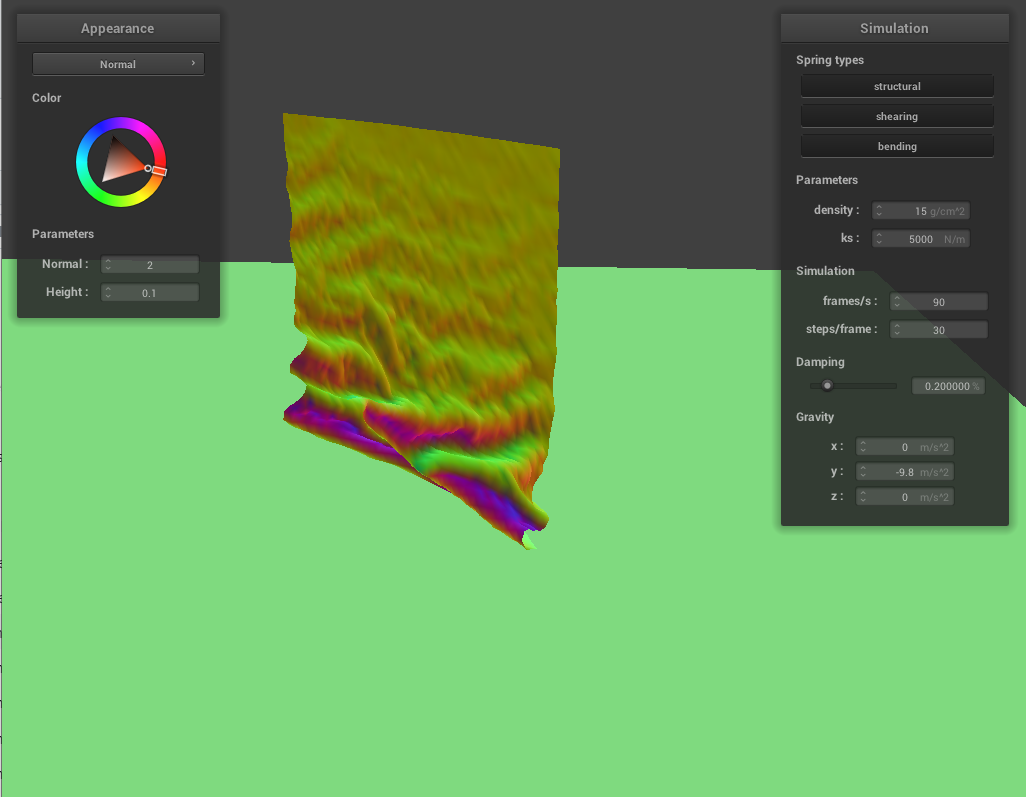 Appearance
Normal
Color
Parameters
Normal : 2
Height : 0.1
Simulation
Spring types
structural
shearing
bending
Parameters
density : 15 g/cm^2
ks : 5000 N/m
Simulation
frames/s : 90
steps/frame : 30
Damping
0.200000 %
Gravity
x : 0 m/s^2
y : -9.8 m/s^2
z : 0 m/s^2